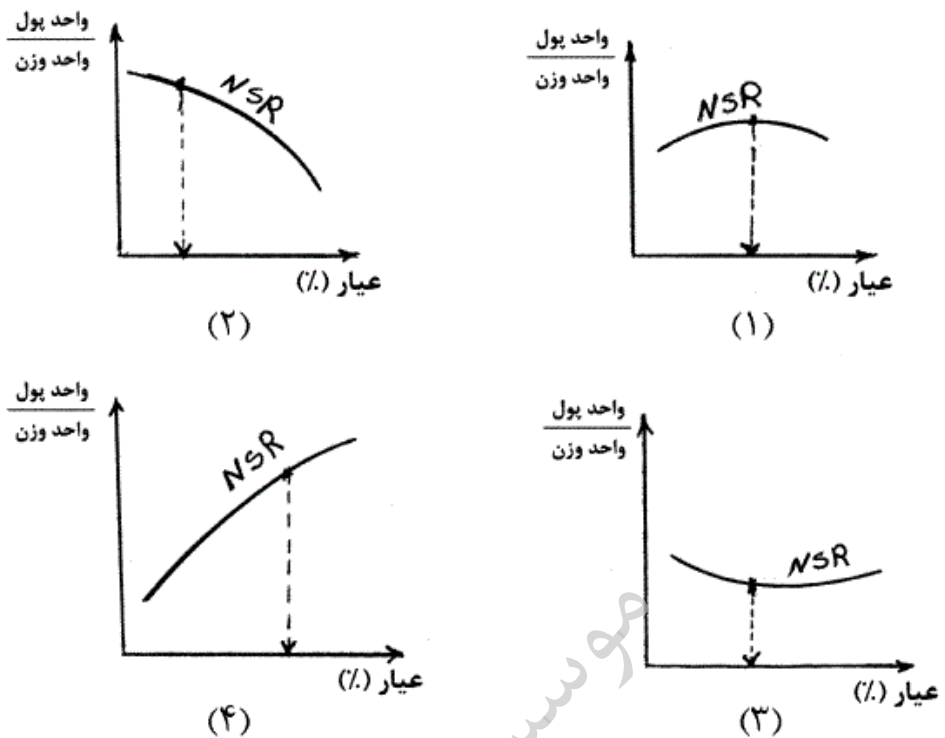 واحد پول
واحد وزن
NSR
عیار (٪)
(۱)
واحد پول
واحد وزن
NSR
عیار (٪)
(۲)
واحد پول
واحد وزن
NSR
عیار (٪)
(۳)
واحد پول
واحد وزن
NSR
عیار (٪)
(۴)